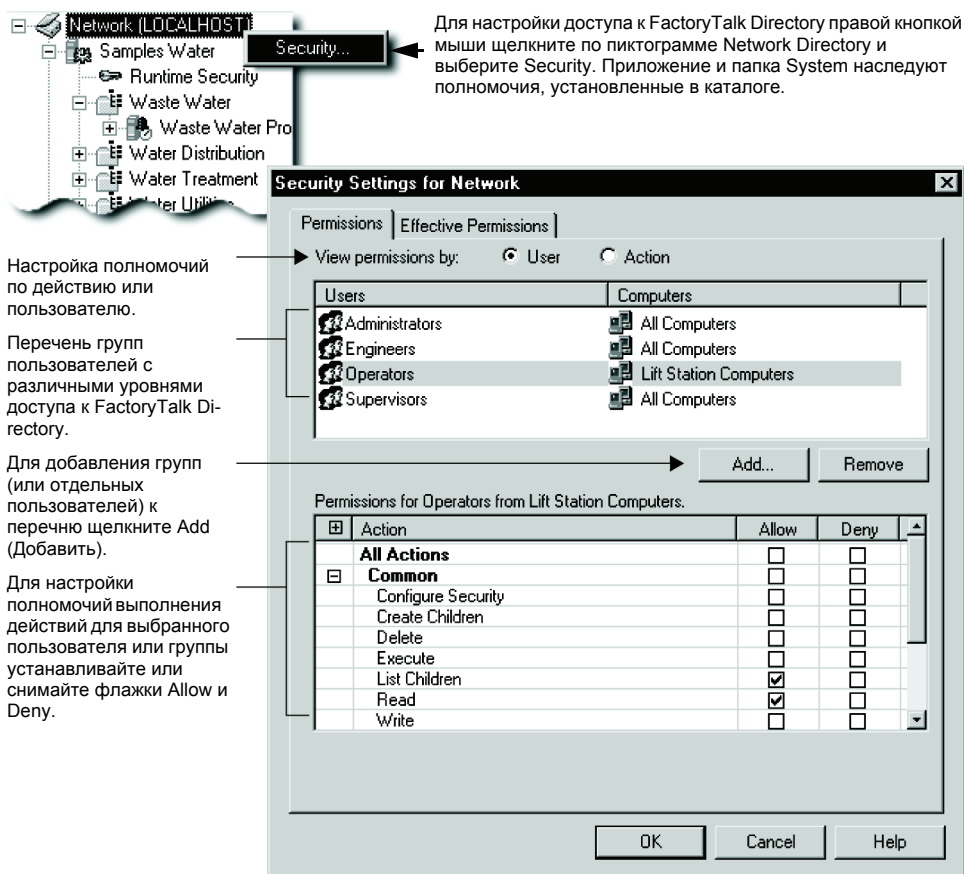 Network (LOCALHOST)
Security...
Samples Water
Runtime Security
Waste Water
Waste Water Pro
Water Distribution
Water Treatment
Для настройки доступа к FactoryTalk Directory правой кнопкой
мыши щелкните по пиктограмме Network Directory и
выберите Security. Приложение и папка System наследуют
полномочия, установленные в каталоге.
Настройка полномочий
по действию или
пользователю.
Перечень групп
пользователей с
различными уровнями
доступа к FactoryTalk Di-
rectory.
Для добавления групп
(или отдельных
пользователей) к
перечню щелкните Add
(Добавить).
Для настройки
полномочий выполнения
действий для выбранного
пользователя или группы
устанавливайте или
снимайте флажки Allow и
Deny.
Security Settings for Network
Permissions Effective Permissions
View permissions by: User Action
Users Computers
Administrators All Computers
Engineers All Computers
Operators Lift Station Computers
Supervisors All Computers
Add... Remove
Permissions for Operators from Lift Station Computers.
Action Allow Deny
All Actions
Common
Configure Security
Create Children
Delete
Execute
List Children
Read
Write
OK Cancel Help